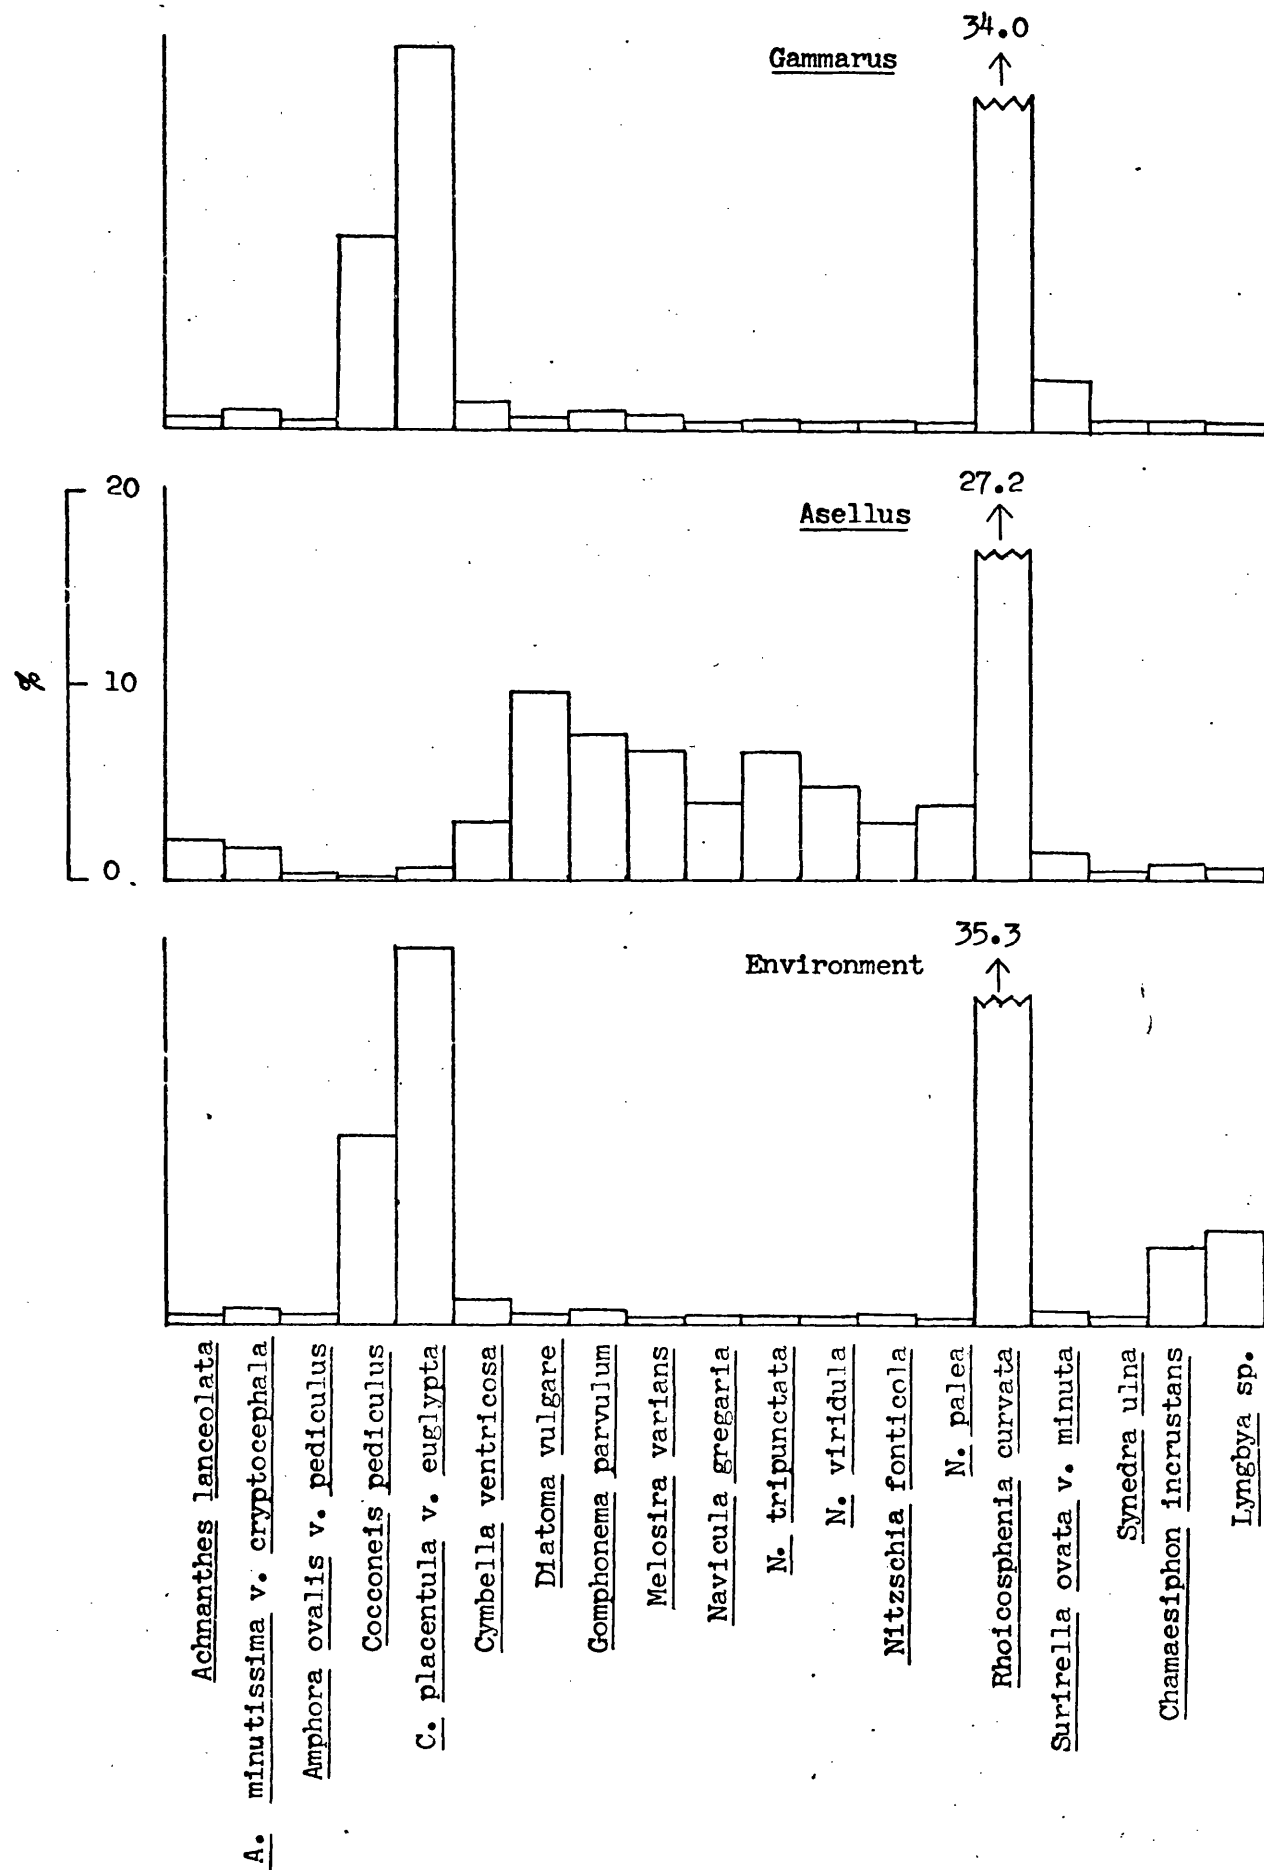 34.0
Gammarus
20
27.2
Asellus
%
10
0
35.3
Environment
Achnanthes lanceolata
A. minutissima v. cryptocephala
Amphora ovalis v. pediculus
Cocconeis pediculus
C. placentula v. euglypta
Cymbella ventricosa
Diatoma vulgare
Gomphonema parvulum
Melosira varians
Navicula gregaria
N. tripunctata
N. viridula
Nitzschia fonticola
N. palea
Rhoicosphenia curvata
Surirella ovata v. minuta
Synedra ulna
Chamaesiphon incrustans
Lyngbya sp.